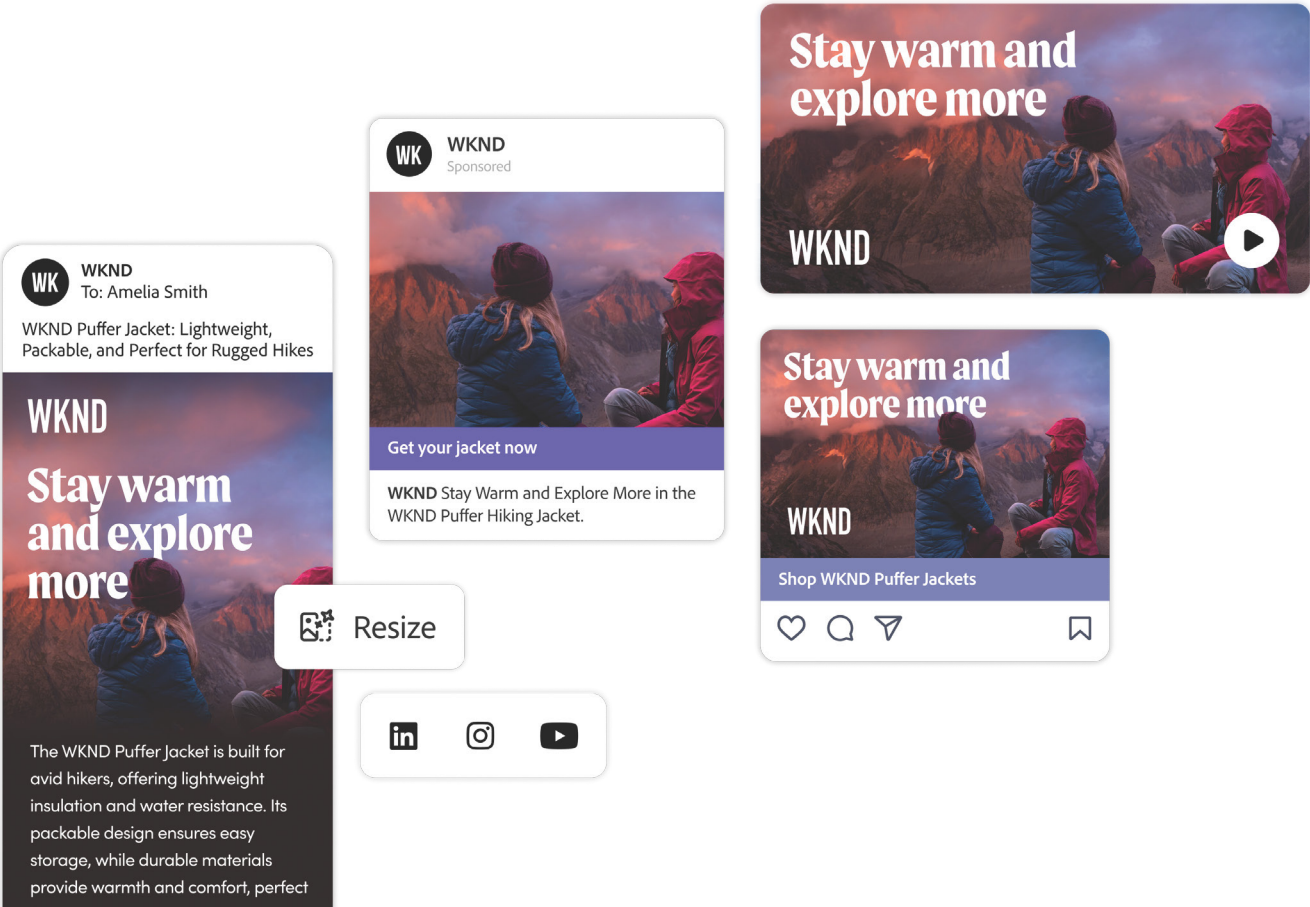 WK
WKND
To: Amelia Smith
WKND Puffer Jacket: Lightweight,
Packable, and Perfect for Rugged Hikes
WKND
Stay warm
and explore
more
The WKND Puffer Jacket is built for
avid hikers, offering lightweight
insulation and water resistance. Its
packable design ensures easy
storage, while durable materials
provide warmth and comfort, perfect
WK
WKND
Sponsored
Get your jacket now
WKND Stay Warm and Explore More in the
WKND Puffer Hiking Jacket.
Resize
in
Stay warm and
explore more
WKND
Stay warm and
explore more
WKND
Shop WKND Puffer Jackets